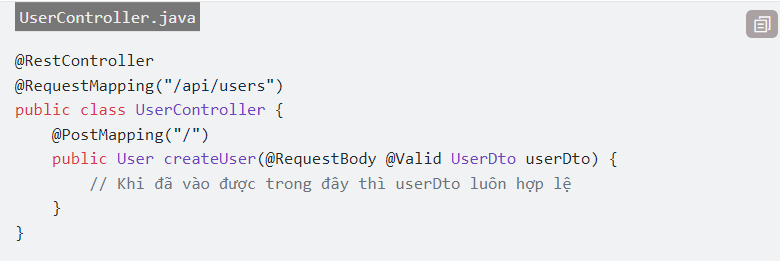 UserController.java
@RestController
@RequestMapping("/api/users")
public class UserController {
    @PostMapping("/")
    public User createUser(@RequestBody @Valid UserDto userDto) {
        // Khi đã vào được trong đây thì userDto luôn hợp lệ
    }
}